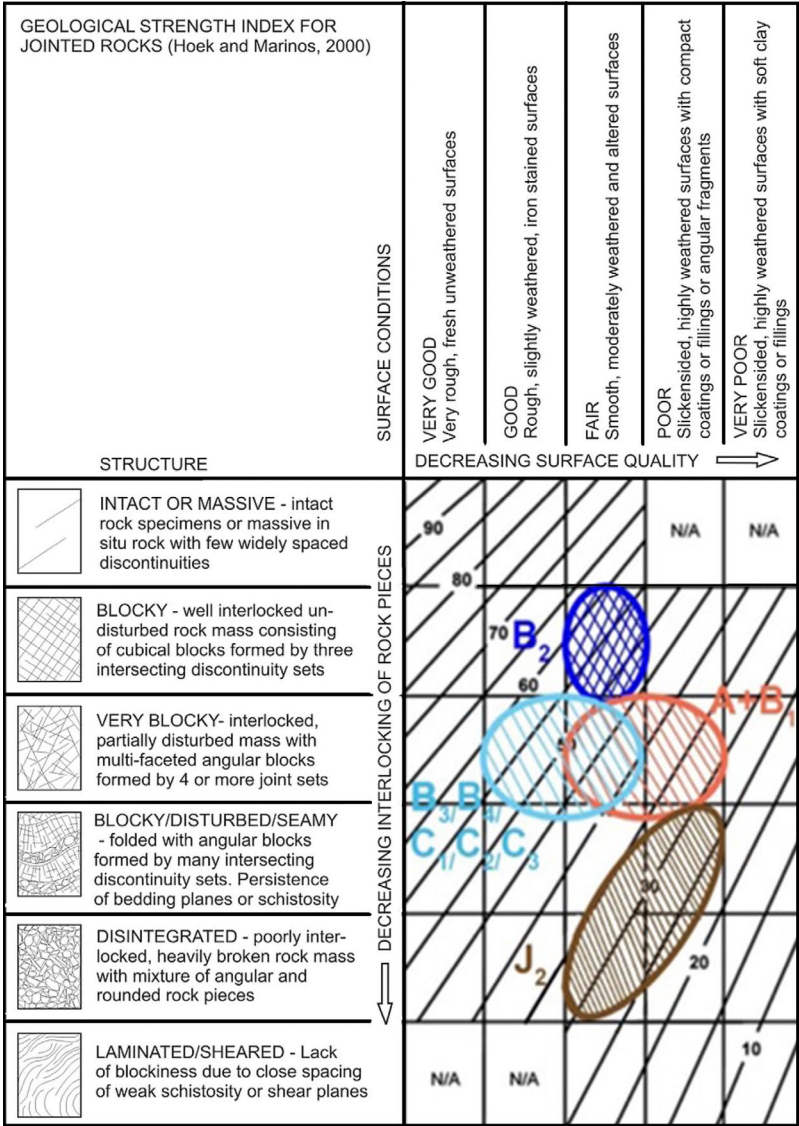 GEOLOGICAL STRENGTH INDEX FOR
JOINTED ROCKS (Hoek and Marinos, 2000)
SURFACE CONDITIONS
VERY GOOD
Very rough, fresh unweathered surfaces
GOOD
Rough, slightly weathered, iron stained surfaces
FAIR
Smooth, moderately weathered and altered surfaces
POOR
Slickensided, highly weathered surfaces with compact
coatings or fillings or angular fragments
VERY POOR
Slickensided, highly weathered surfaces with soft clay
coatings or fillings
STRUCTURE
DECREASING SURFACE QUALITY
DECREASING INTERLOCKING OF ROCK PIECES
INTACT OR MASSIVE - intact
rock specimens or massive in
situ rock with few widely spaced
discontinuities
90
N/A
N/A
80
BLOCKY - well interlocked un-
disturbed rock mass consisting
of cubical blocks formed by three
intersecting discontinuity sets
70
B2
60
VERY BLOCKY- interlocked,
partially disturbed mass with
multi-faceted angular blocks
formed by 4 or more joint sets
A+B1
50
B3/ B4/
C1/ C2/ C3
BLOCKY/DISTURBED/SEAMY
- folded with angular blocks
formed by many intersecting
discontinuity sets. Persistence
of bedding planes or schistosity
30
DISINTEGRATED - poorly inter-
locked, heavily broken rock mass
with mixture of angular and
rounded rock pieces
J2
20
LAMINATED/SHEARED - Lack
of blockiness due to close spacing
of weak schistosity or shear planes
N/A
N/A
10